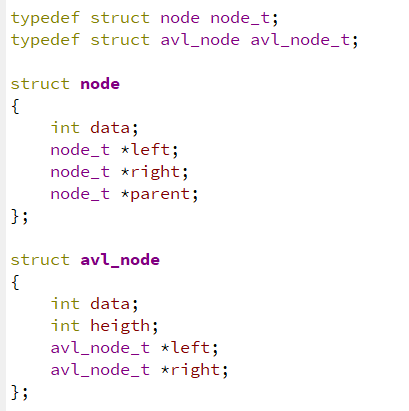 typedef struct node node_t;
typedef struct avl_node avl_node_t;
struct node
{
int data;
node_t *left;
node_t *right;
node_t *parent;
};
struct avl_node
{
int data;
int heigth;
avl_node_t *left;
avl_node_t *right;
};